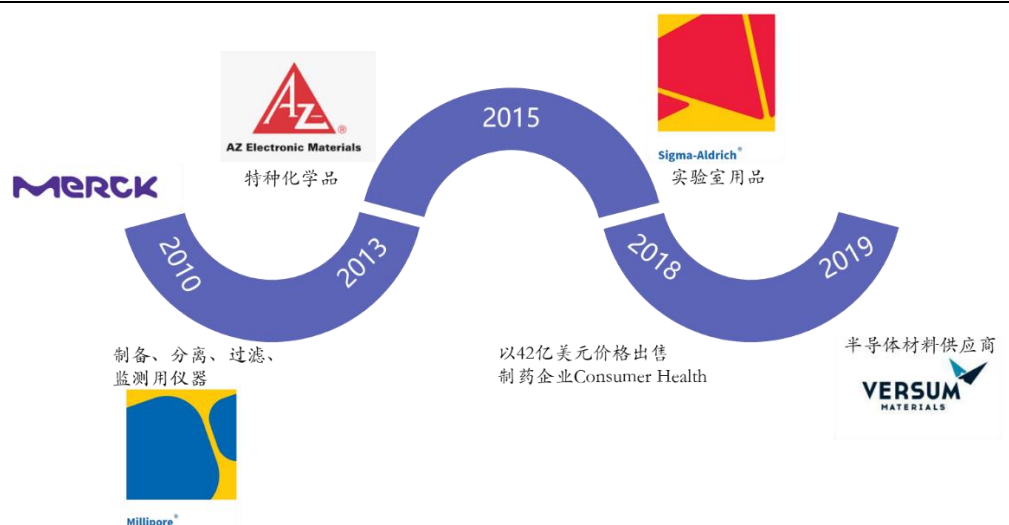 MERCK
AZ
AZ Electronic Materials
特种化学品
2010
2013
2015
Sigma-Aldrich®
实验室用品
2018
2019
制备、分离、过滤、
监测用仪器
Millipore®
以42亿美元价格出售
制药企业Consumer Health
半导体材料供应商
VERSUM
MATERIALS